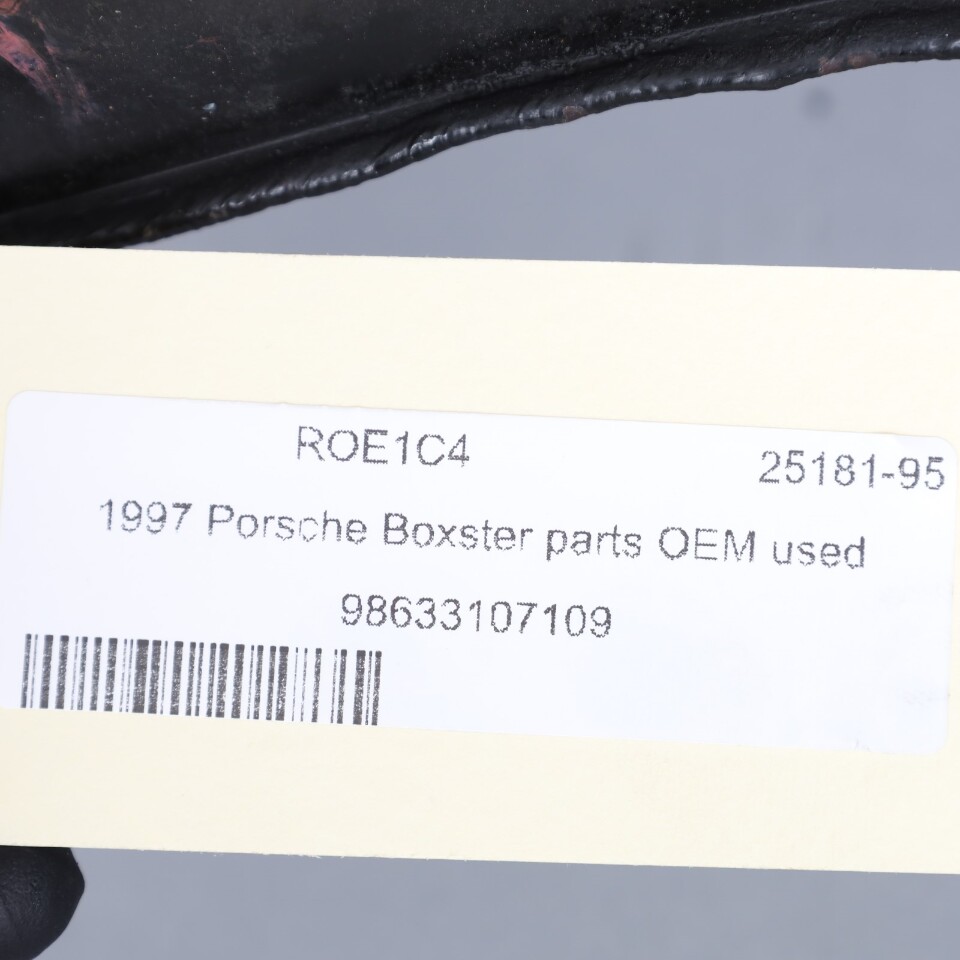 ROE1C4 25181-95
1997 Porsche Boxster parts OEM used
98633107109